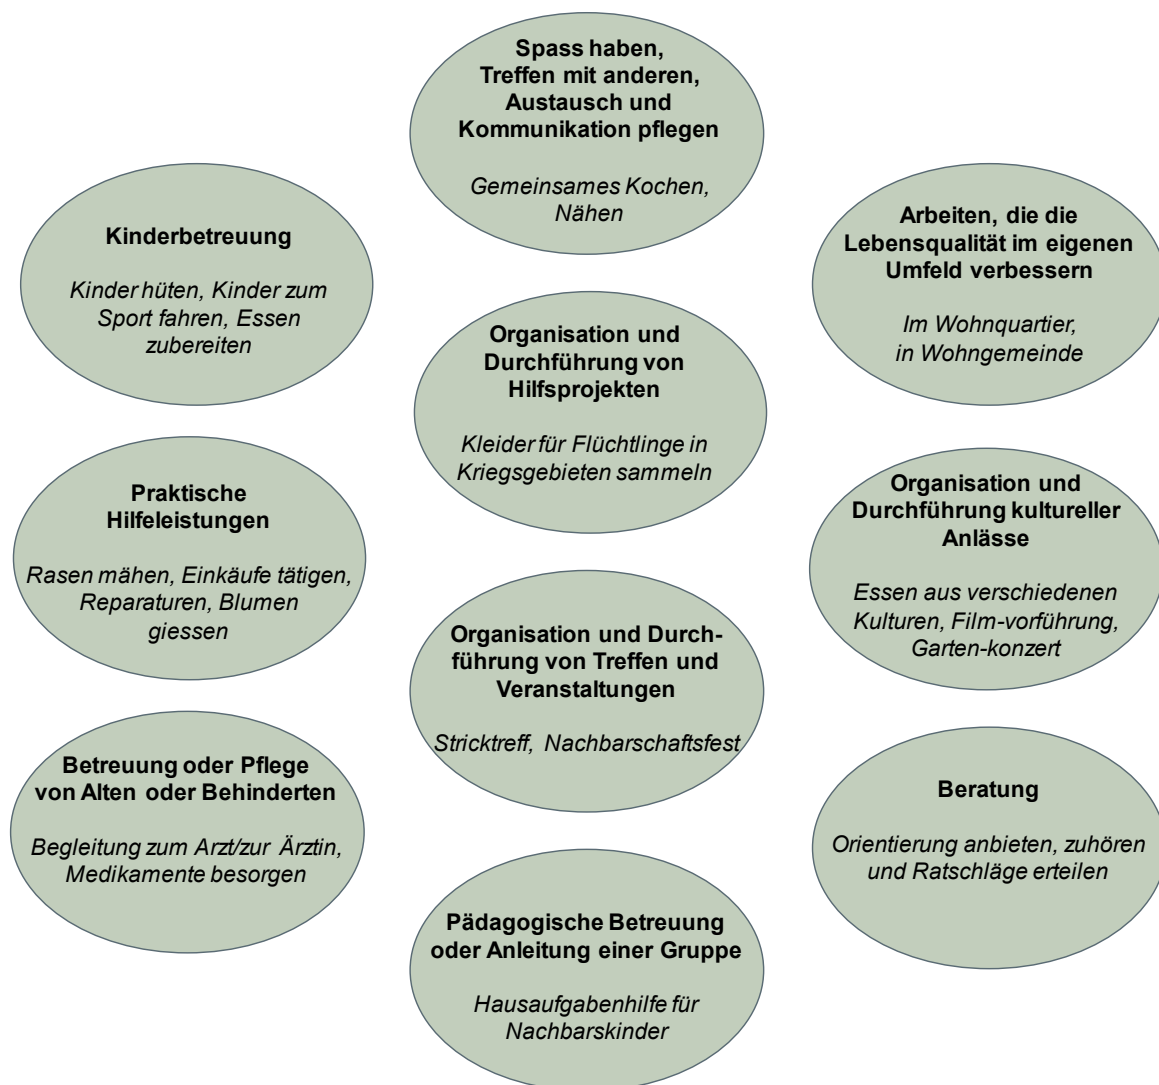 Spass haben,
Treffen mit anderen,
Austausch und
Kommunikation pflegen
Gemeinsames Kochen,
Nähen
Kinderbetreuung
Kinder hüten, Kinder zum
Sport fahren, Essen
zubereiten
Arbeiten, die die
Lebensqualität im eigenen
Umfeld verbessern
Im Wohnquartier,
in Wohngemeinde
Organisation und
Durchführung von
Hilfsprojekten
Kleider für Flüchtlinge in
Kriegsgebieten sammeln
Praktische
Hilfeleistungen
Rasen mähen, Einkäufe tätigen,
Reparaturen, Blumen
giessen
Organisation und
Durchführung kultureller
Anlässe
Essen aus verschiedenen
Kulturen, Film-vorführung,
Garten-konzert
Organisation und Durch-
führung von Treffen und
Veranstaltungen
Stricktreff, Nachbarschaftsfest
Betreuung oder Pflege
von Alten oder Behinderten
Begleitung zum Arzt/zur Ärztin,
Medikamente besorgen
Beratung
Orientierung anbieten, zuhören
und Ratschläge erteilen
Pädagogische Betreuung
oder Anleitung einer Gruppe
Hausaufgabenhilfe für
Nachbarskinder